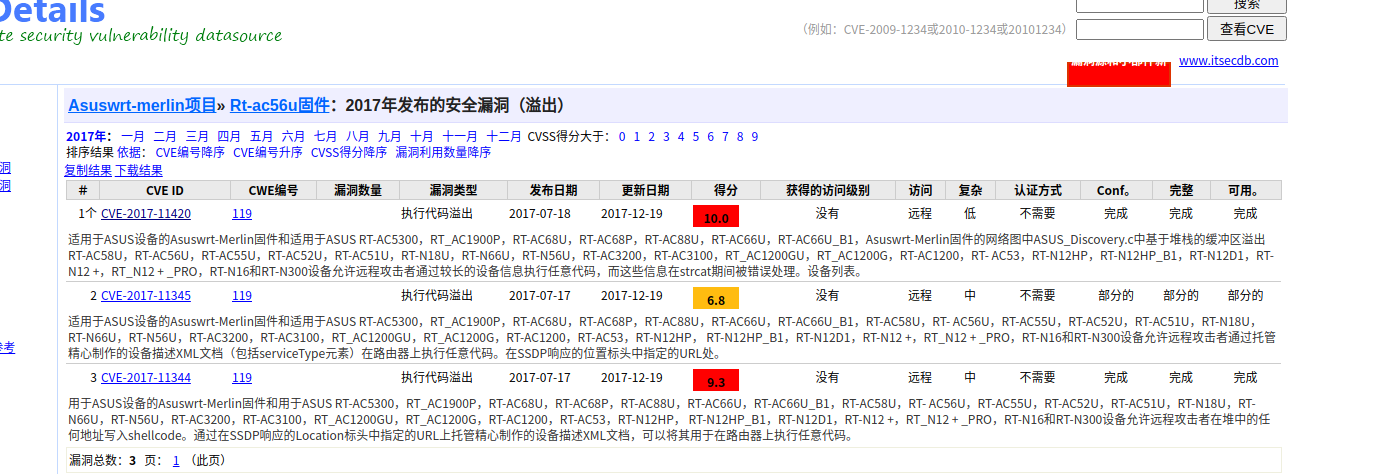 Details 搜索
te security vulnerability datasource （例如：CVE-2009-1234或2010-1234或20101234） 查看CVE
www.itsecdb.com
Asuswrt-merlin项目» Rt-ac56u固件：2017年发布的安全漏洞（溢出）
2017年：一月 二月 三月 四月 五月 六月 七月 八月 九月 十月 十一月 十二月 CVSS得分大于： 0 1 2 3 4 5 6 7 8 9
洞 排序结果 依据： CVE编号降序 CVE编号升序 CVSS得分降序 漏洞利用数量降序
复制结果 下载结果
洞 # CVE ID CWE编号 漏洞数量 漏洞类型 发布日期 更新日期 得分 获得的访问级别 访问 复杂 认证方式 Conf。 完整 可用。
1个 CVE-2017-11420 119 执行代码溢出 2017-07-18 2017-12-19 10.0 没有 远程 低 不需要 完成 完成 完成
适用于ASUS设备的Asuswrt-Merlin固件和适用于ASUS RT-AC5300，RT_AC1900P，RT-AC68U，RT-AC68P，RT-AC88U，RT-AC66U，RT-AC66U_B1，Asuswrt-Merlin固件的网络图中ASUS_Discovery.c中基于堆栈的缓冲区溢出
RT-AC58U，RT-AC56U，RT-AC55U，RT-AC52U，RT-AC51U，RT-N18U，RT-N66U，RT-N56U，RT-AC3200，RT-AC3100，RT_AC1200GU，RT_AC1200G，RT-AC1200，RT- AC53，RT-N12HP，RT-N12HP_B1，RT-N12D1，RT-
N12 +，RT_N12 + _PRO，RT-N16和RT-N300设备允许远程攻击者通过较长的设备信息执行任意代码，而这些信息在strcat期间被错误处理。设备列表。
2 CVE-2017-11345 119 执行代码溢出 2017-07-17 2017-12-19 6.8 没有 远程 中 不需要 部分的 部分的 部分的
适用于ASUS设备的Asuswrt-Merlin固件和适用于ASUS RT-AC5300，RT_AC1900P，RT-AC68U，RT-AC68P，RT-AC88U，RT-AC66U，RT-AC66U_B1，RT-AC58U，RT- AC56U，RT-AC55U，RT-AC52U，RT-AC51U，RT-N18U，
RT-N66U，RT-N56U，RT-AC3200，RT-AC3100，RT_AC1200GU，RT_AC1200G，RT-AC1200，RT-AC53，RT-N12HP， RT-N12HP_B1，RT-N12D1，RT-N12 +，RT_N12 + _PRO，RT-N16和RT-N300设备允许远程攻击者通过托管
参考 精心制作的设备描述XML文档（包括serviceType元素）在路由器上执行任意代码。在SSDP响应的位置标头中指定的URL处。
3 CVE-2017-11344 119 执行代码溢出 2017-07-17 2017-12-19 9.3 没有 远程 中 不需要 完成 完成 完成
用于ASUS设备的Asuswrt-Merlin固件和用于ASUS RT-AC5300，RT_AC1900P，RT-AC68U，RT-AC68P，RT-AC88U，RT-AC66U，RT-AC66U_B1，RT-AC58U，RT- AC56U，RT-AC55U，RT-AC52U，RT-AC51U，RT-N18U，RT-
N66U，RT-N56U，RT-AC3200，RT-AC3100，RT_AC1200GU，RT_AC1200G，RT-AC1200，RT-AC53，RT-N12HP， RT-N12HP_B1，RT-N12D1，RT-N12 +，RT_N12 + _PRO，RT-N16和RT-N300设备允许远程攻击者在堆中的任
何地址写入shellcode。通过在SSDP响应的Location标头中指定的URL上托管精心制作的设备描述XML文档，可以将其用于在路由器上执行任意代码。
漏洞总数：3 页： 1 （此页）